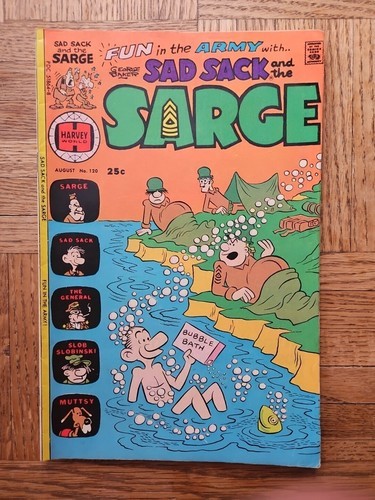 SAD SACK
and the
SARGE
FUN in the ARMY with..
GEORGE
BAKER
SAD SACK and the
SARGE
HARVEY
WORLD
AUGUST No. 120
25c
SARGE
SAD SACK
THE
GENERAL
SLOB
SLOBINSKI
MUTTSY
BUBBLE
BATH
SAD SACK AND THE SARGE
FUN IN THE ARMY